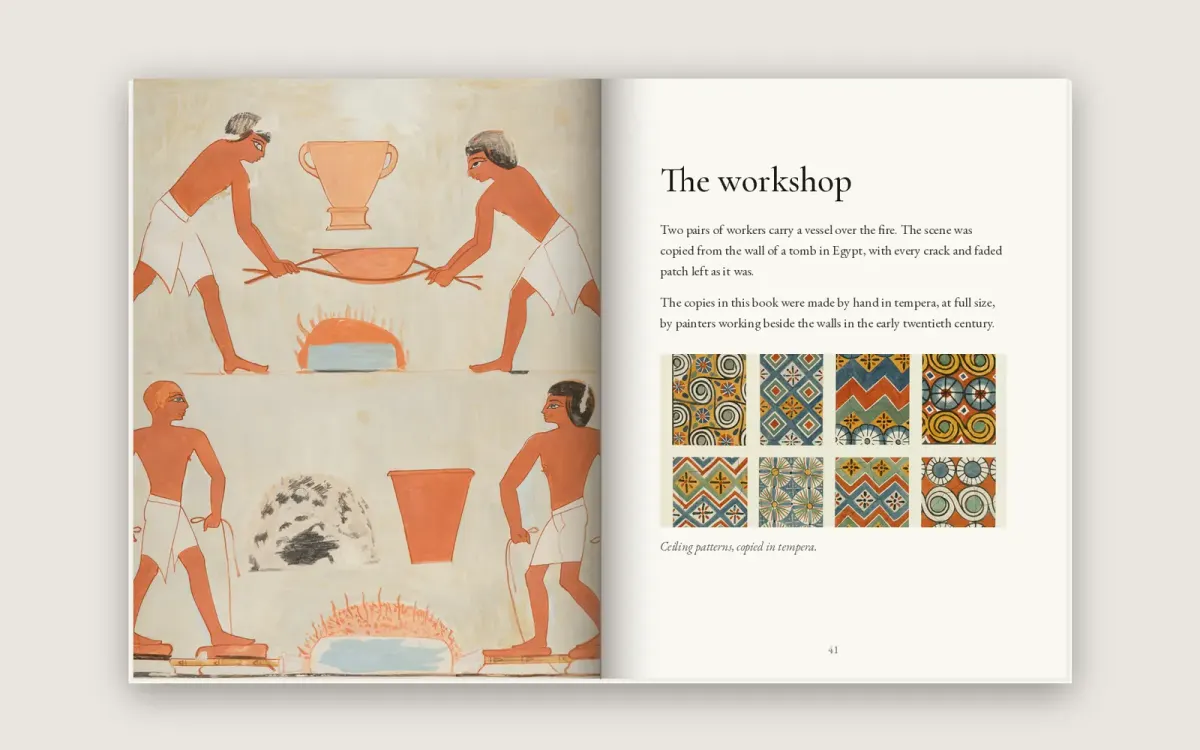 The workshop
Two pairs of workers carry a vessel over the fire. The scene was
copied from the wall of a tomb in Egypt, with every crack and faded
patch left as it was.
The copies in this book were made by hand in tempera, at full size,
by painters working beside the walls in the early twentieth century.
Ceiling patterns, copied in tempera.
41